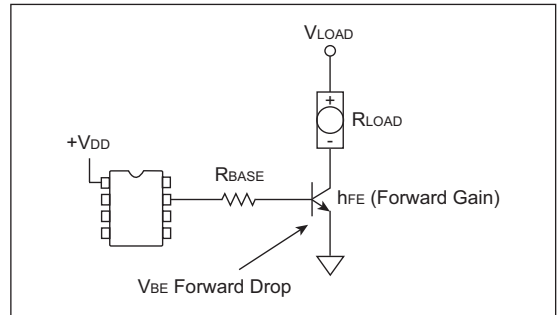 VLOAD
+
RLOAD
-
+VDD
RBASE
hFE (Forward Gain)
VBE Forward Drop